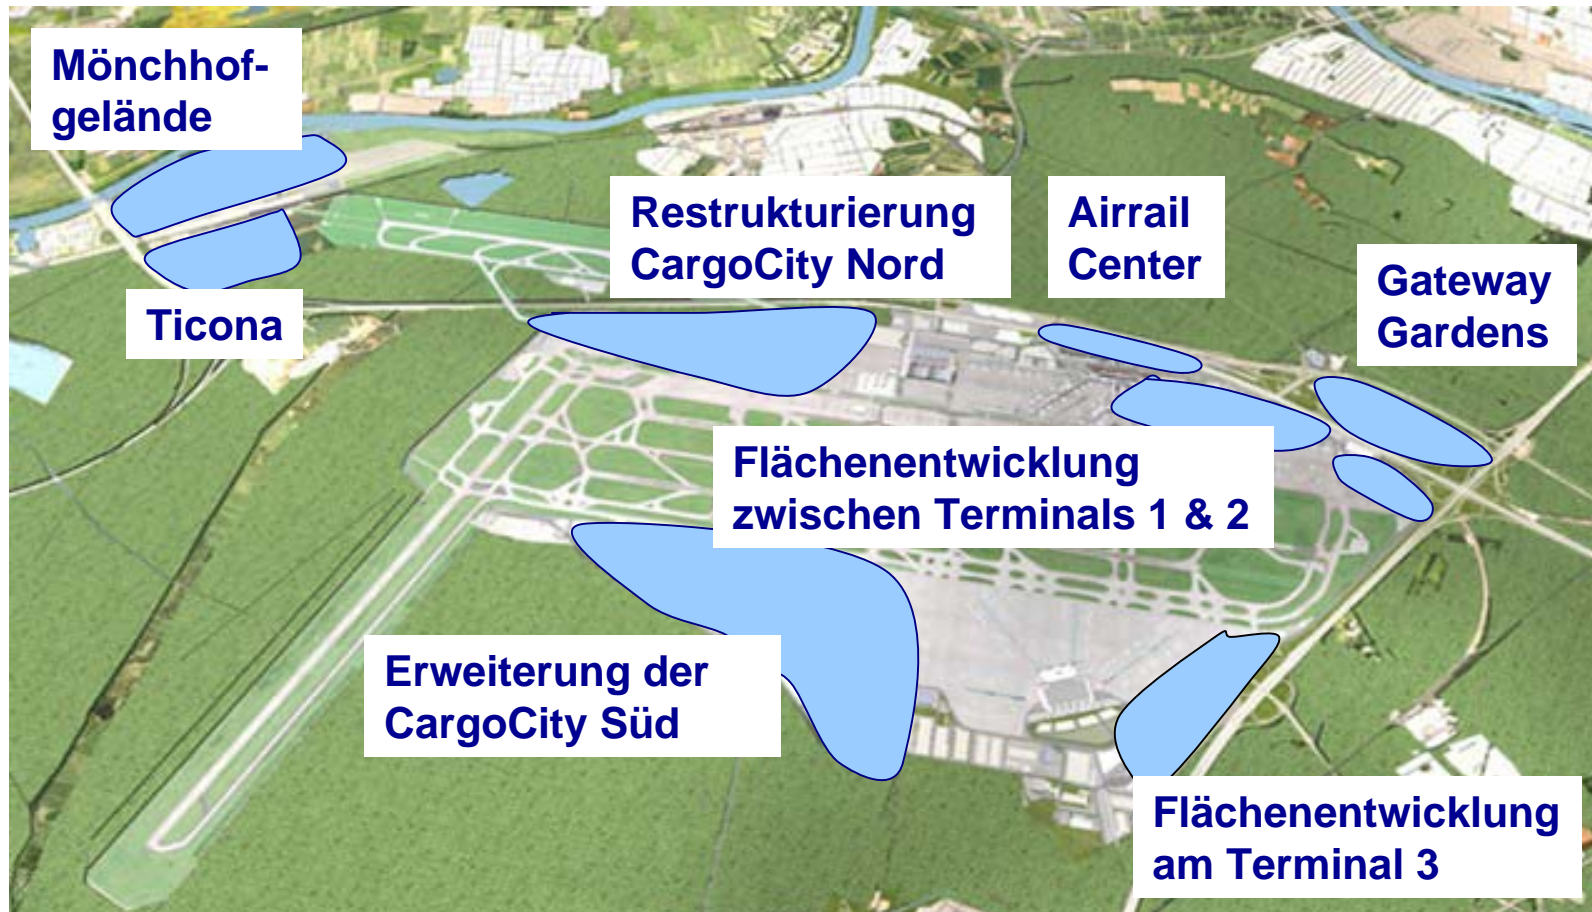 Mönchhof-
gelände
Ticona
Restrukturierung
CargoCity Nord
Airrail
Center
Gateway
Gardens
Flächenentwicklung
zwischen Terminals 1 & 2
Erweiterung der
CargoCity Süd
Flächenentwicklung
am Terminal 3